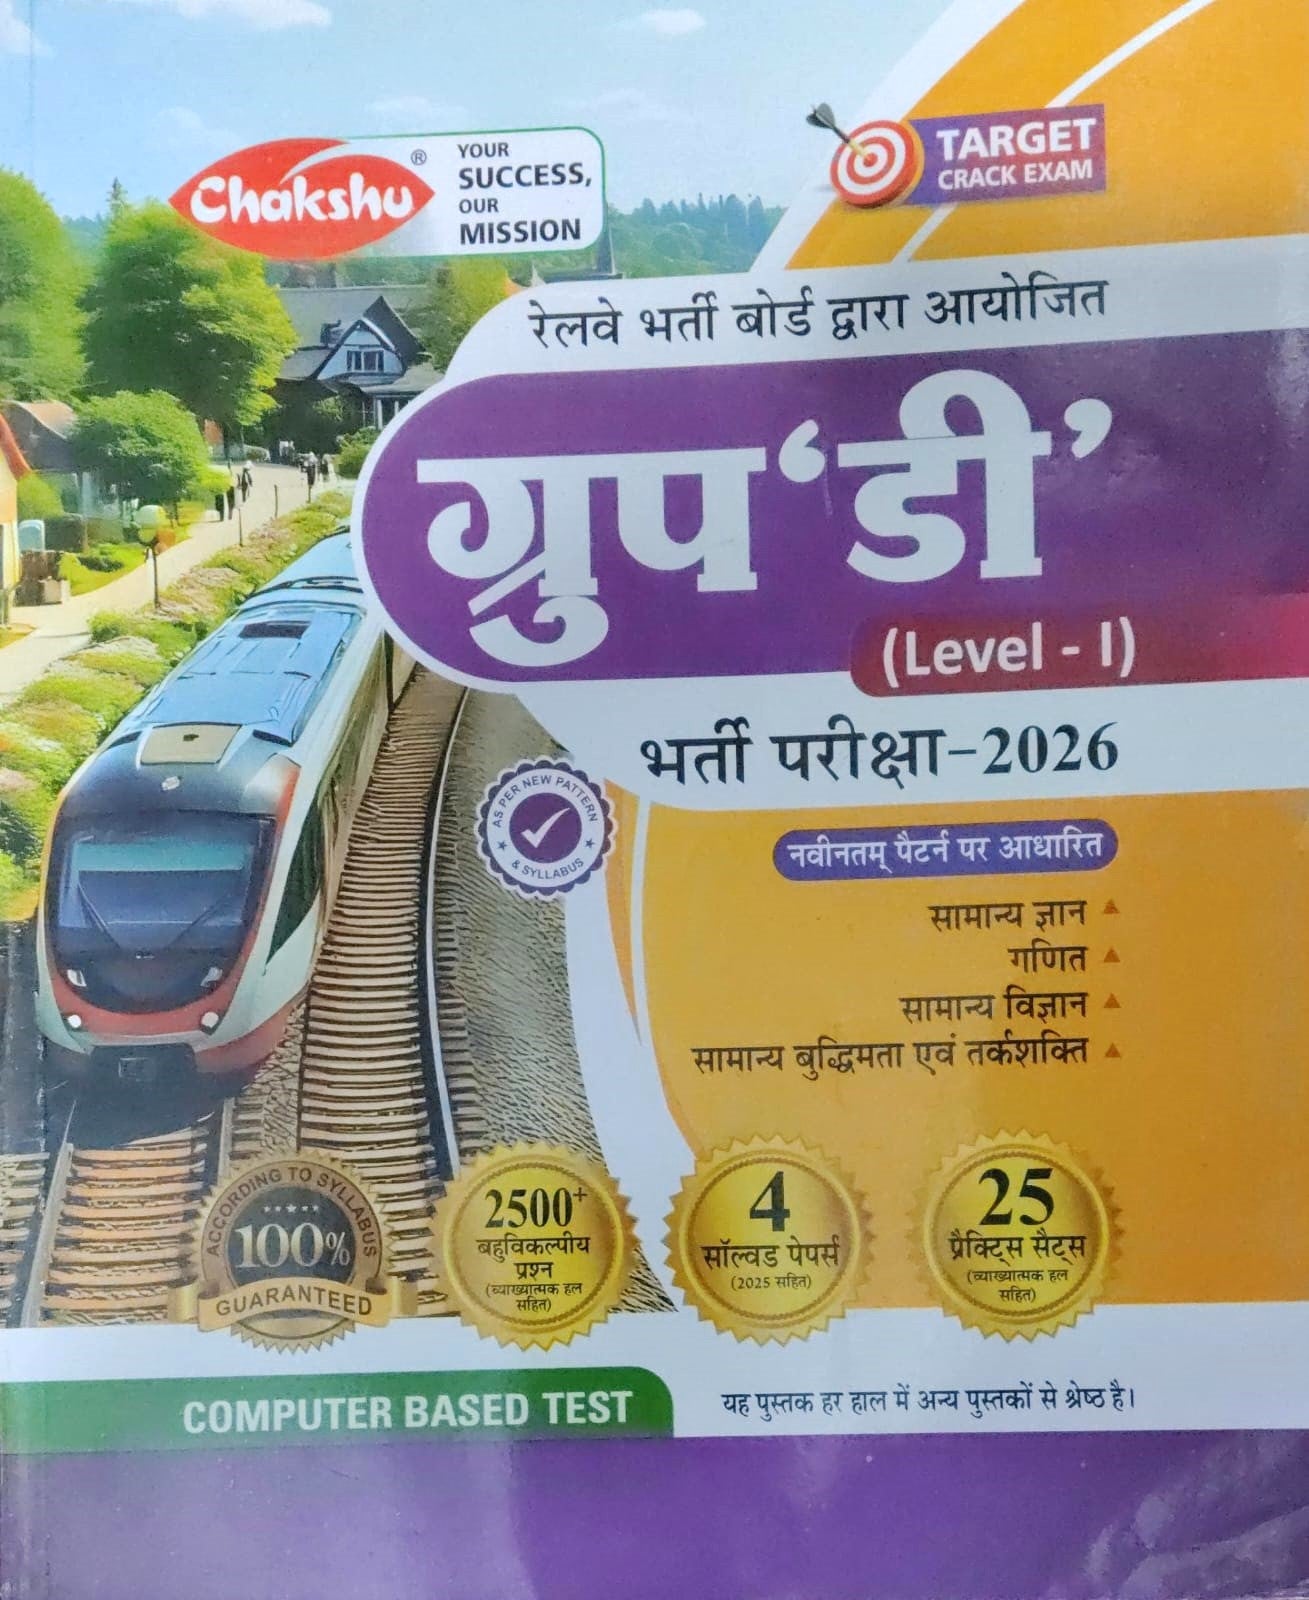 Chakshu®
YOUR
SUCCESS,
OUR
MISSION
TARGET
CRACK EXAM
रेलवे भर्ती बोर्ड द्वारा आयोजित
ग्रुप ‘डी’
(Level - I)
भर्ती परीक्षा-2026
AS PER NEW PATTERN
& SYLLABUS
नवीनतम् पैटर्न पर आधारित
सामान्य ज्ञान
गणित
सामान्य विज्ञान
सामान्य बुद्धिमता एवं तर्कशक्ति
ACCORDING TO SYLLABUS
100%
GUARANTEED
2500+
बहुविकल्पीय
प्रश्न
(व्याख्यात्मक हल
सहित)
4
सॉल्वड पेपर्स
(2025 सहित)
25
प्रैक्टिस सैट्स
(व्याख्यात्मक हल
सहित)
COMPUTER BASED TEST
यह पुस्तक हर हाल में अन्य पुस्तकों से श्रेष्ठ है।